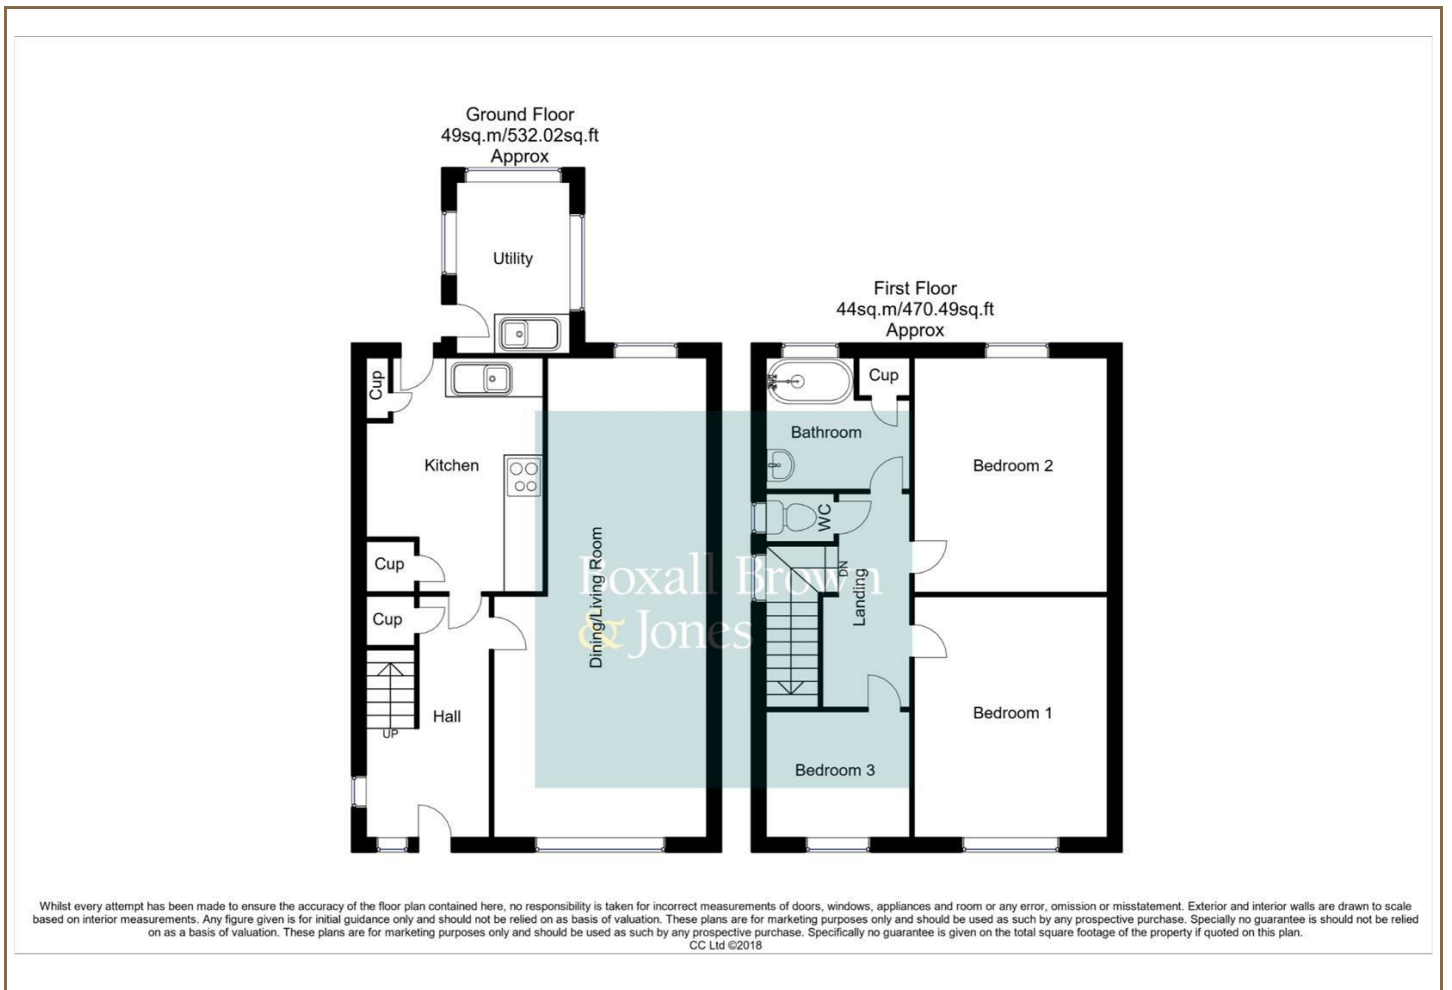 Ground Floor
49sq.m/532.02sq.ft
Approx
Utility
Cup
Kitchen
Cup
Cup
Hall
UP
Dining/Living Room
First Floor
44sq.m/470.49sq.ft
Approx
Cup
Bathroom
Bedroom 2
WC
DN
Landing
Bedroom 1
Bedroom 3
Boxall Brown
& Jones
Whilst every attempt has been made to ensure the accuracy of the floor plan contained here, no responsibility is taken for incorrect measurements of doors, windows, appliances and room or any error, omission or misstatement. Exterior and interior walls are drawn to scale
based on interior measurements. Any figure given is for initial guidance only and should not be relied on as basis of valuation. These plans are for marketing purposes only and should be used as such by any prospective purchase. Specially no guarantee is should not be relied
on as a basis of valuation. These plans are for marketing purposes only and should be used as such by any prospective purchase. Specifically no guarantee is given on the total square footage of the property if quoted on this plan.
CC Ltd ©2018